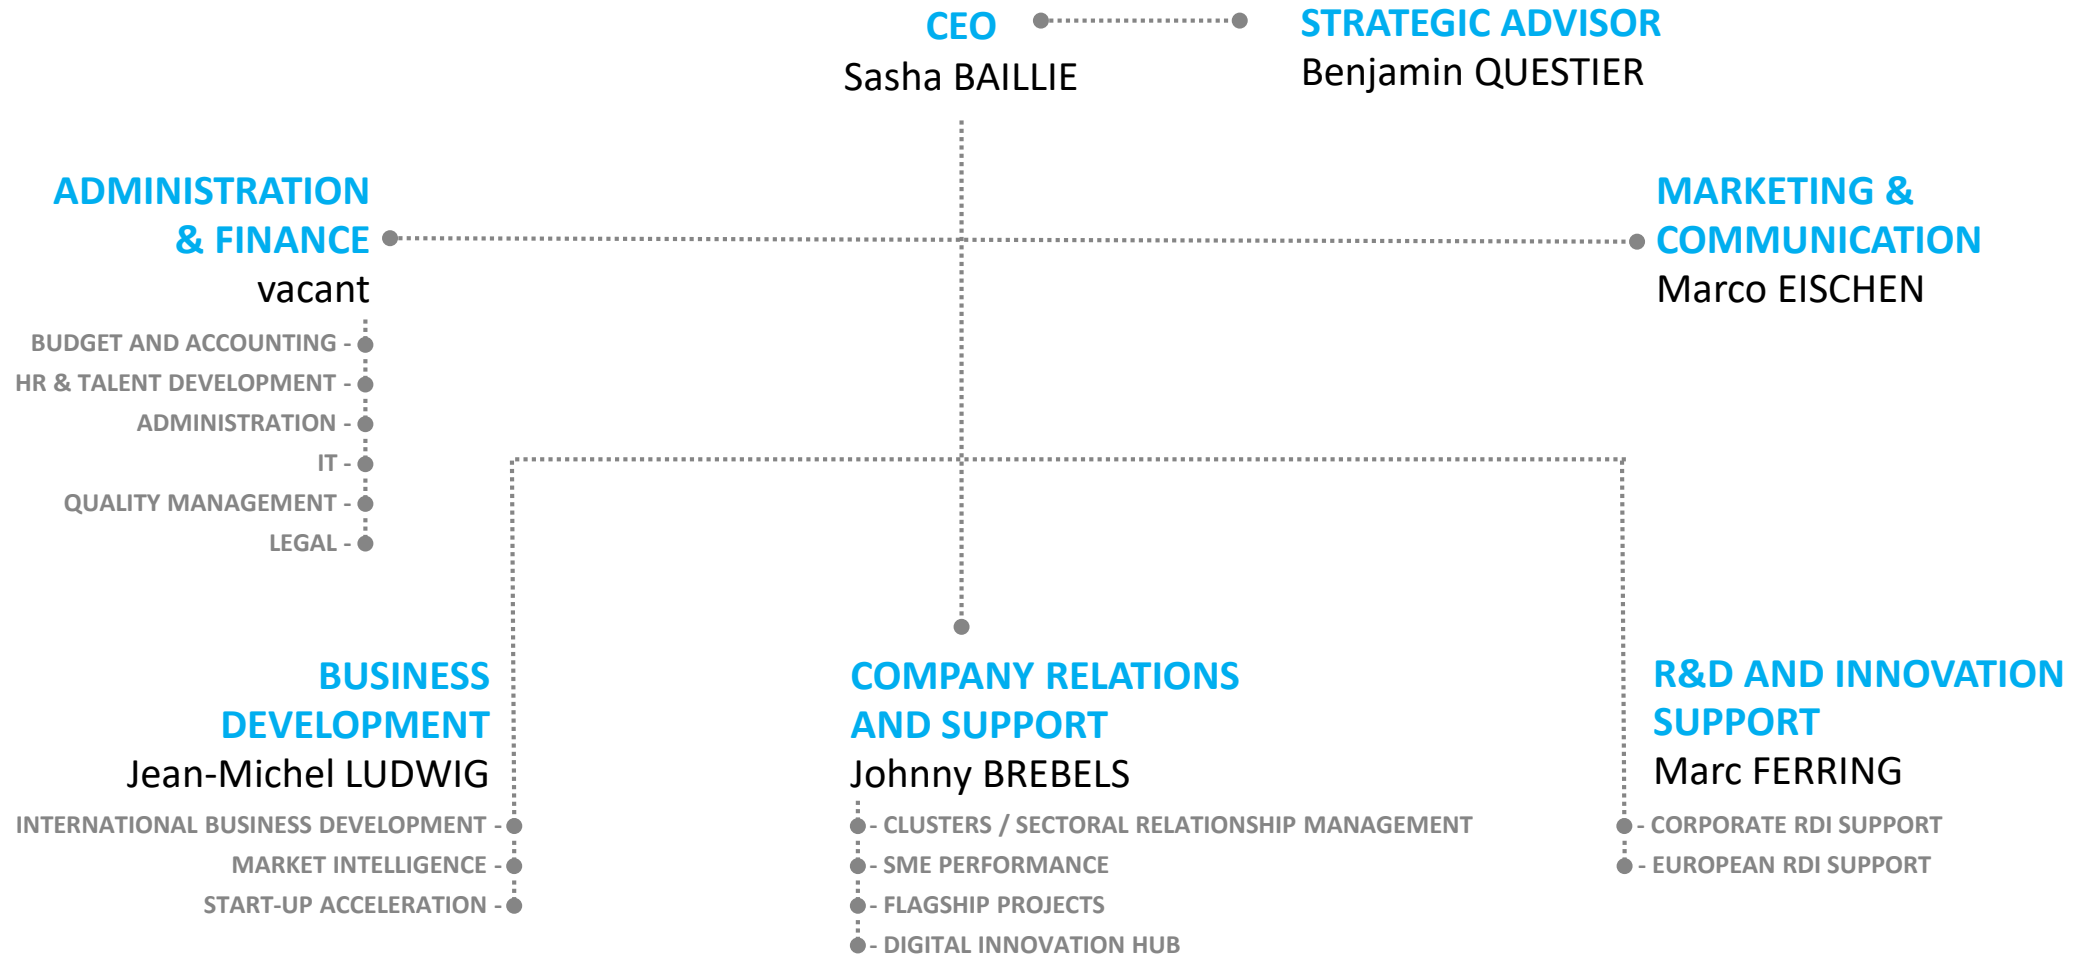 CEO
Sasha BAILLIE
STRATEGIC ADVISOR
Benjamin QUESTIER
ADMINISTRATION
& FINANCE
vacant
BUDGET AND ACCOUNTING -
HR & TALENT DEVELOPMENT -
ADMINISTRATION -
IT -
QUALITY MANAGEMENT -
LEGAL -
MARKETING &
COMMUNICATION
Marco EISCHEN
BUSINESS
DEVELOPMENT
Jean-Michel LUDWIG
INTERNATIONAL BUSINESS DEVELOPMENT -
MARKET INTELLIGENCE -
START-UP ACCELERATION -
COMPANY RELATIONS
AND SUPPORT
Johnny BREBELS
- CLUSTERS / SECTORAL RELATIONSHIP MANAGEMENT
- SME PERFORMANCE
- FLAGSHIP PROJECTS
- DIGITAL INNOVATION HUB
R&D AND INNOVATION
SUPPORT
Marc FERRING
- CORPORATE RDI SUPPORT
- EUROPEAN RDI SUPPORT